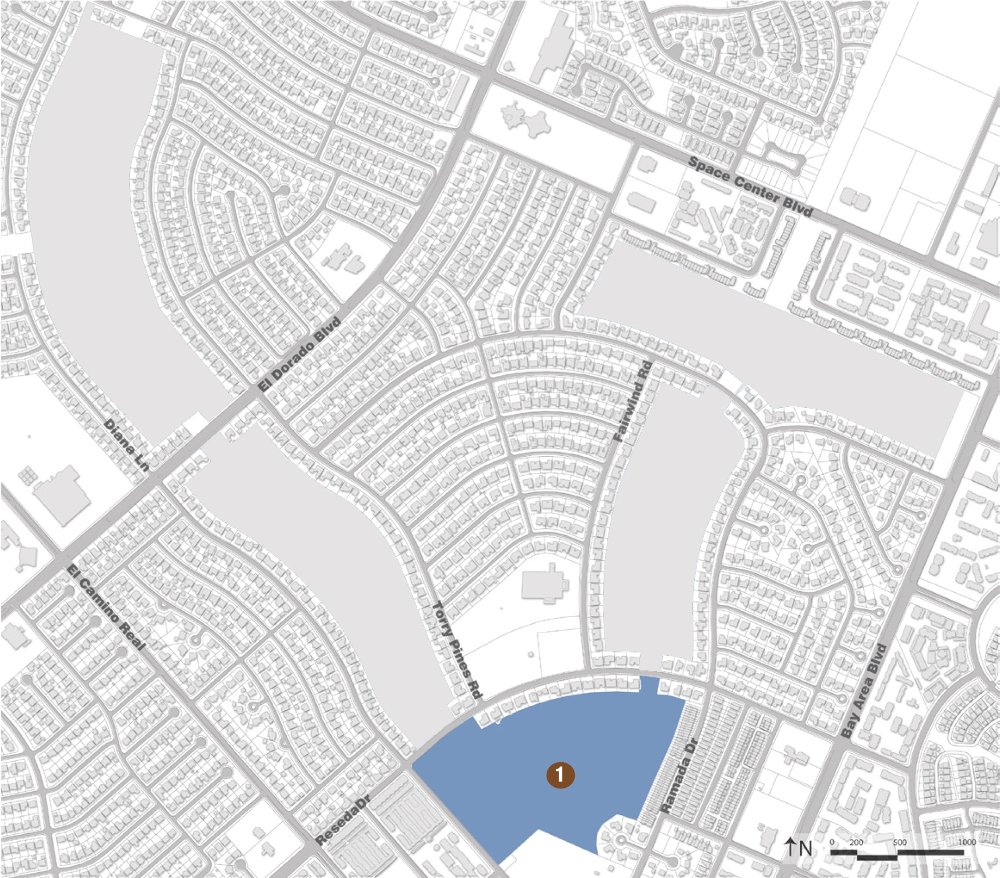 Space Center Blvd
El Dorado Blvd
Fairwind Rd
Diana Ln
El Camino Real
Torry Pines Rd
Bay Area Blvd
1
Ramada Dr
ResedaDr
N
0 200 500 1000